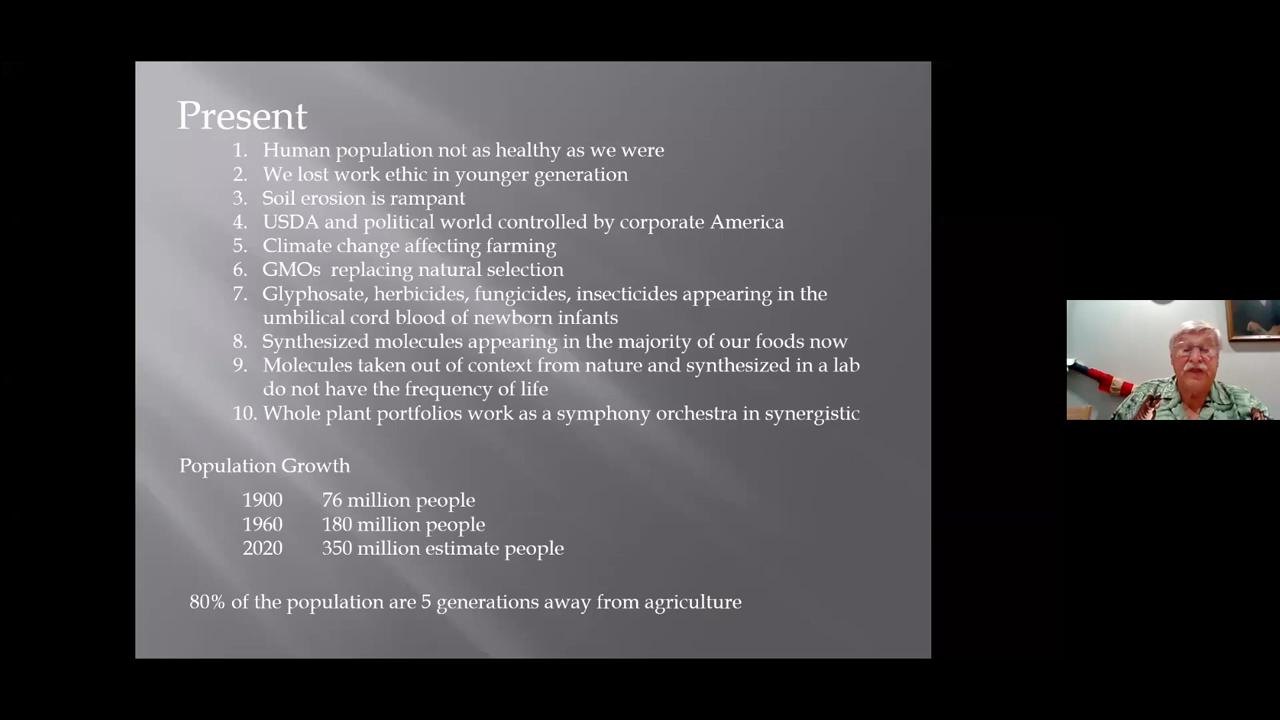 Present
1. Human population not as healthy as we were
2. We lost work ethic in younger generation
3. Soil erosion is rampant
4. USDA and political world controlled by corporate America
5. Climate change affecting farming
6. GMOs replacing natural selection
7. Glyphosate, herbicides, fungicides, insecticides appearing in the
umbilical cord blood of newborn infants
8. Synthesized molecules appearing in the majority of our foods now
9. Molecules taken out of context from nature and synthesized in a lab
do not have the frequency of life
10. Whole plant portfolios work as a symphony orchestra in synergistic
Population Growth
1900 76 million people
1960 180 million people
2020 350 million estimate people
80% of the population are 5 generations away from agriculture